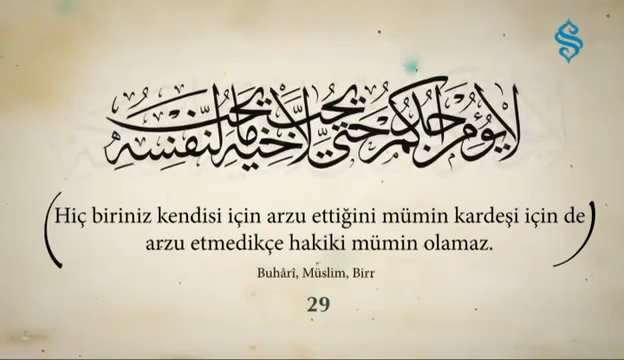 لا يؤمن أحدكم حتى يحب لأخيه ما يحب لنفسه
Hiç biriniz kendisi için arzu ettiğini mümin kardeşi için de
arzu etmedikçe hakiki mümin olamaz.
Buhârî, Müslim, Birr
29